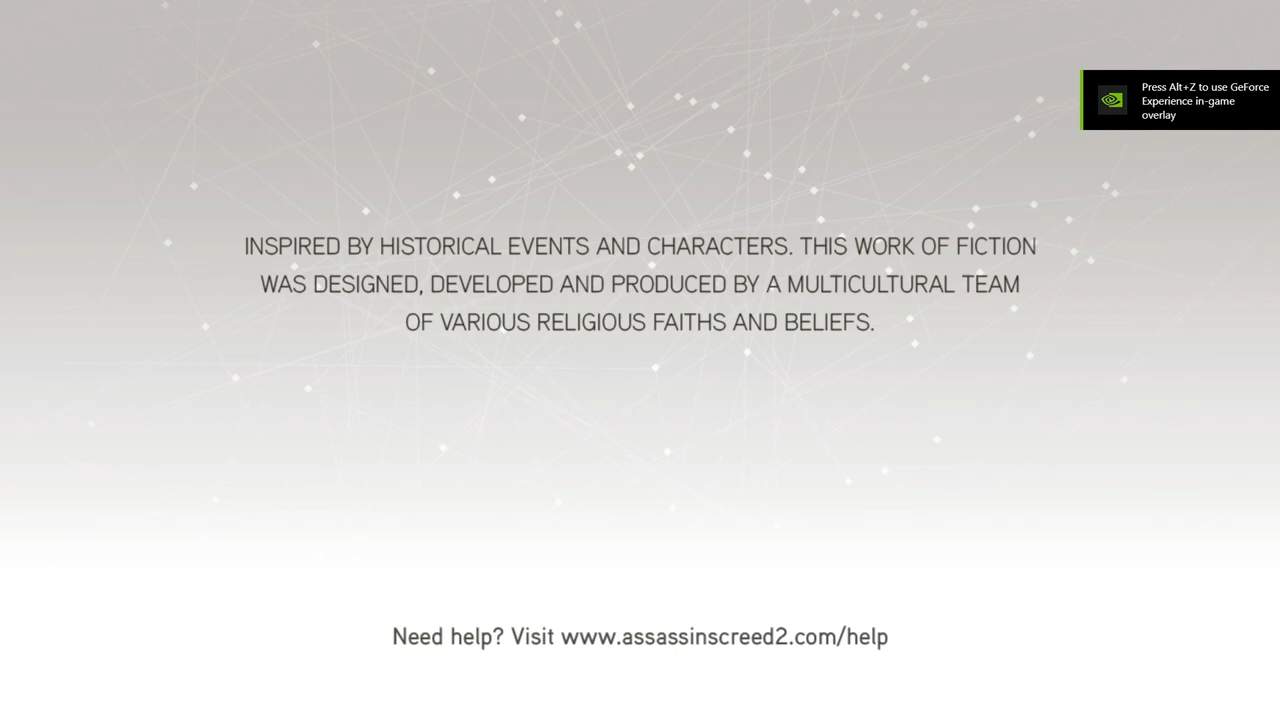 Press Alt+Z to use GeForce
Experience in-game
overlay
INSPIRED BY HISTORICAL EVENTS AND CHARACTERS. THIS WORK OF FICTION
WAS DESIGNED, DEVELOPED AND PRODUCED BY A MULTICULTURAL TEAM
OF VARIOUS RELIGIOUS FAITHS AND BELIEFS.
Need help? Visit www.assassinscreed2.com/help